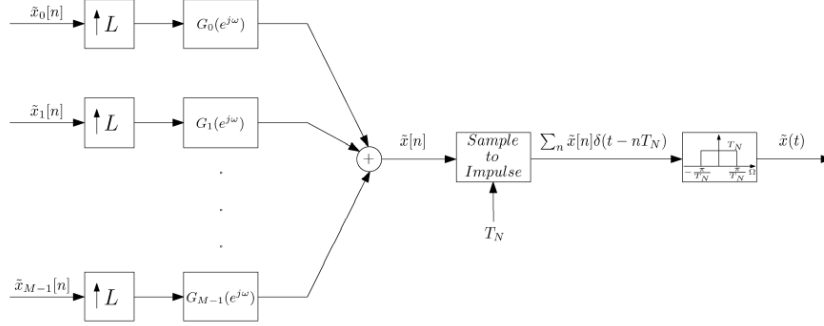 x̃₀[n] ↑L G₀(e^{jω})
x̃₁[n] ↑L G₁(e^{jω})
+ x̃[n] Sample to Impulse ∑ₙ x̃[n]δ(t − nT_N) x̃(t)
T_N
−π/T_N π/T_N Ω
T_N
x̃_{M−1}[n] ↑L G_{M−1}(e^{jω})